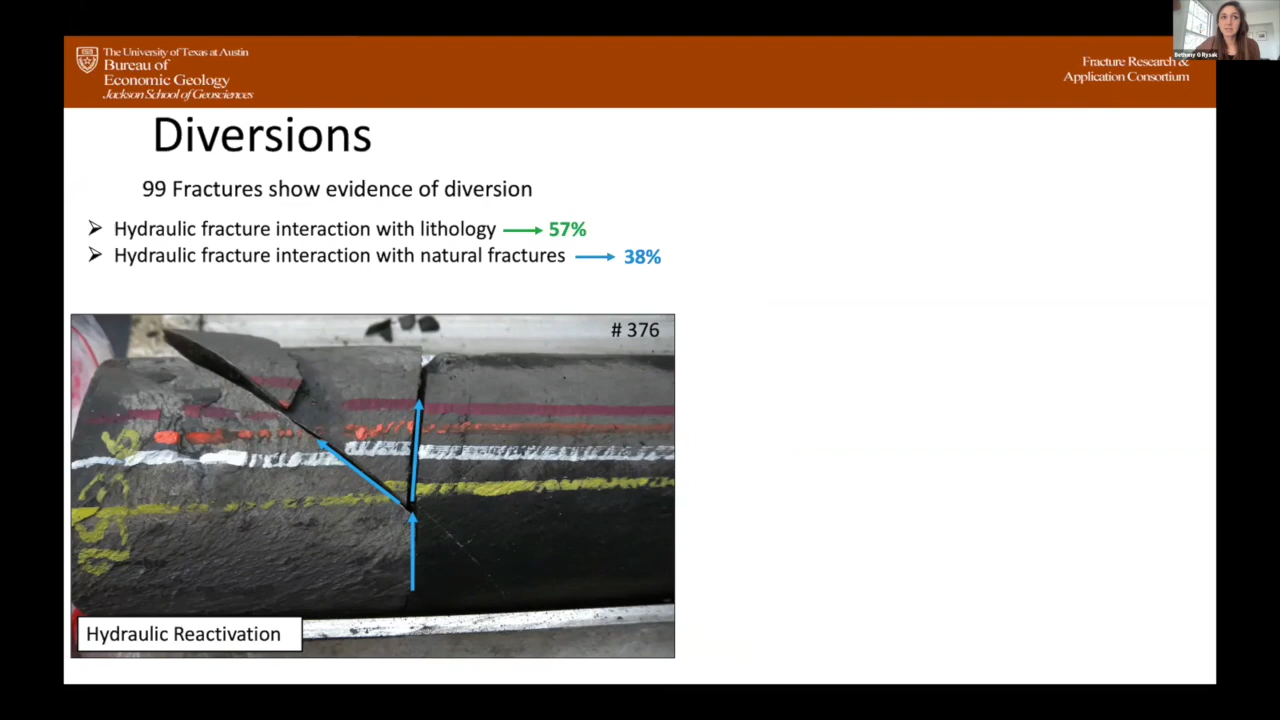 The University of Texas at Austin
Bureau of
Economic Geology
Jackson School of Geosciences
Fracture Research &
Application Consortium
Bethany G Rysak
Diversions
99 Fractures show evidence of diversion
Hydraulic fracture interaction with lithology 57%
Hydraulic fracture interaction with natural fractures 38%
# 376
Hydraulic Reactivation